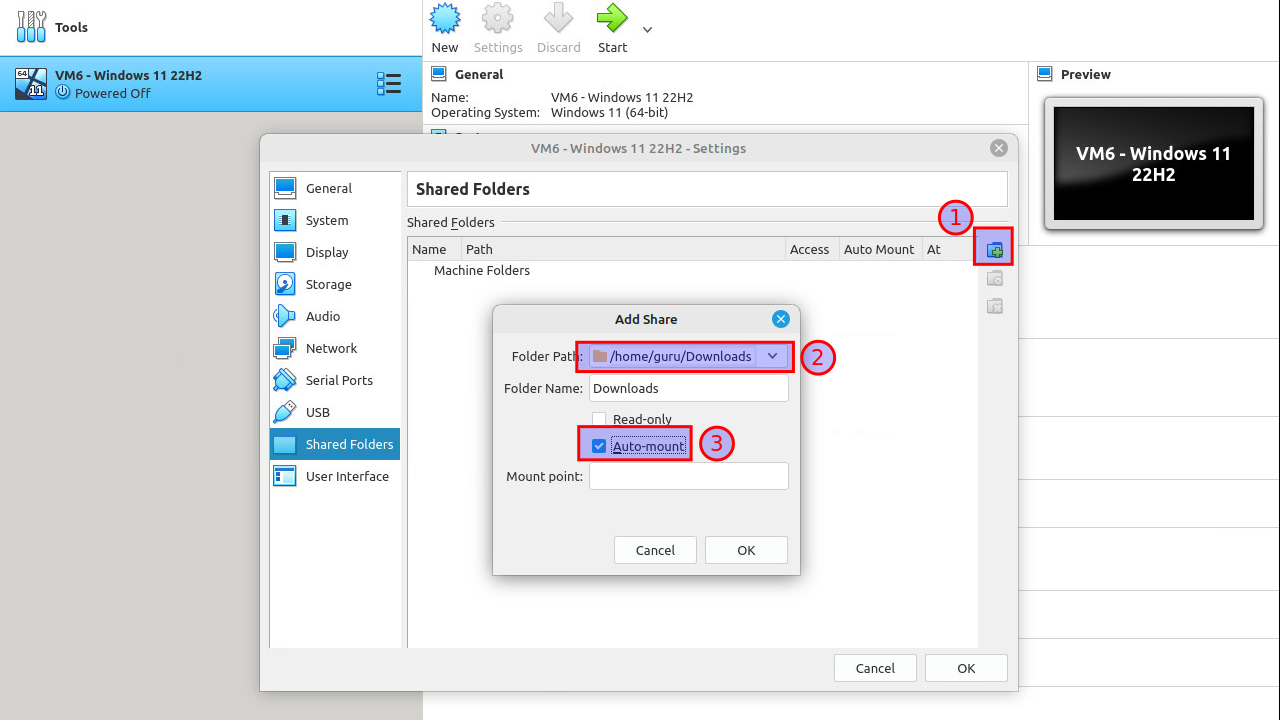 Tools
New
Settings
Discard
Start
64
11
VM6 - Windows 11 22H2
Powered Off
General
Name: VM6 - Windows 11 22H2
Operating System: Windows 11 (64-bit)
Preview
VM6 - Windows 11
22H2
VM6 - Windows 11 22H2 - Settings
General
System
Display
Storage
Audio
Network
Serial Ports
USB
Shared Folders
User Interface
Shared Folders
Shared Folders
1
Name Path Access Auto Mount At
Machine Folders
Add Share
Folder Path: /home/guru/Downloads
2
Folder Name: Downloads
Read-only
Auto-mount
3
Mount point:
Cancel OK
Cancel OK